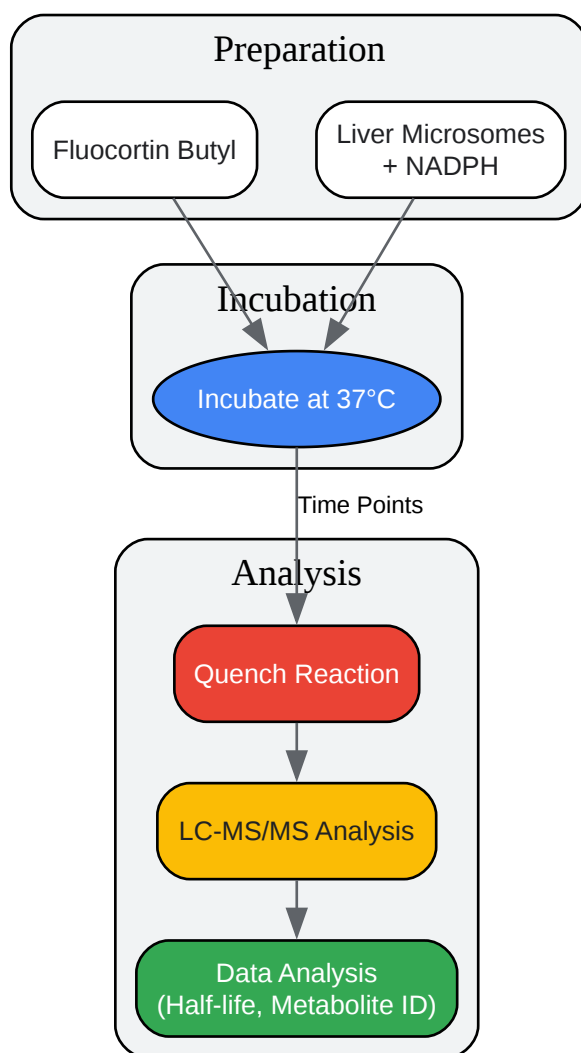 Preparation
Fluocortin Butyl
Liver Microsomes
+ NADPH
Incubation
Incubate at 37°C
Time Points
Analysis
Quench Reaction
LC-MS/MS Analysis
Data Analysis
(Half-life, Metabolite ID)